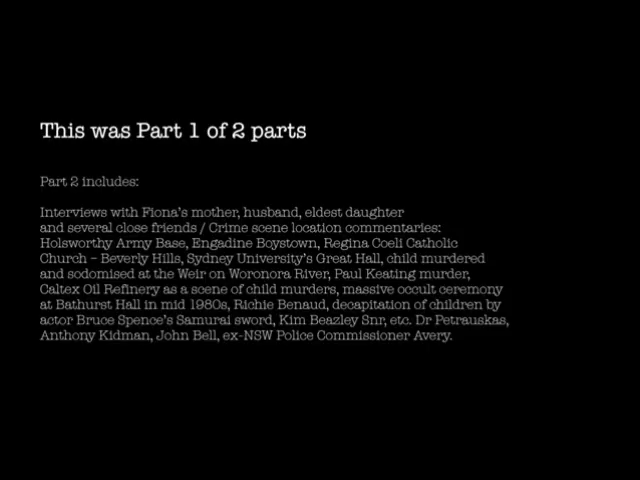 This was Part 1 of 2 parts
Part 2 includes:
Interviews with Fiona's mother, husband, eldest daughter
and several close friends / Crime scene location commentaries:
Holsworthy Army Base, Engadine Boystown, Regina Coeli Catholic
Church – Beverly Hills, Sydney University's Great Hall, child murdered
and sodomised at the Weir on Woronora River, Paul Keating murder,
Caltex Oil Refinery as a scene of child murders, massive occult ceremony
at Bathurst Hall in mid 1980s, Richie Benaud, decapitation of children by
actor Bruce Spence's Samurai sword, Kim Beazley Snr, etc. Dr Petrauskas,
Anthony Kidman, John Bell, ex-NSW Police Commissioner Avery.